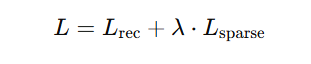 L = L_rec + λ · L_sparse